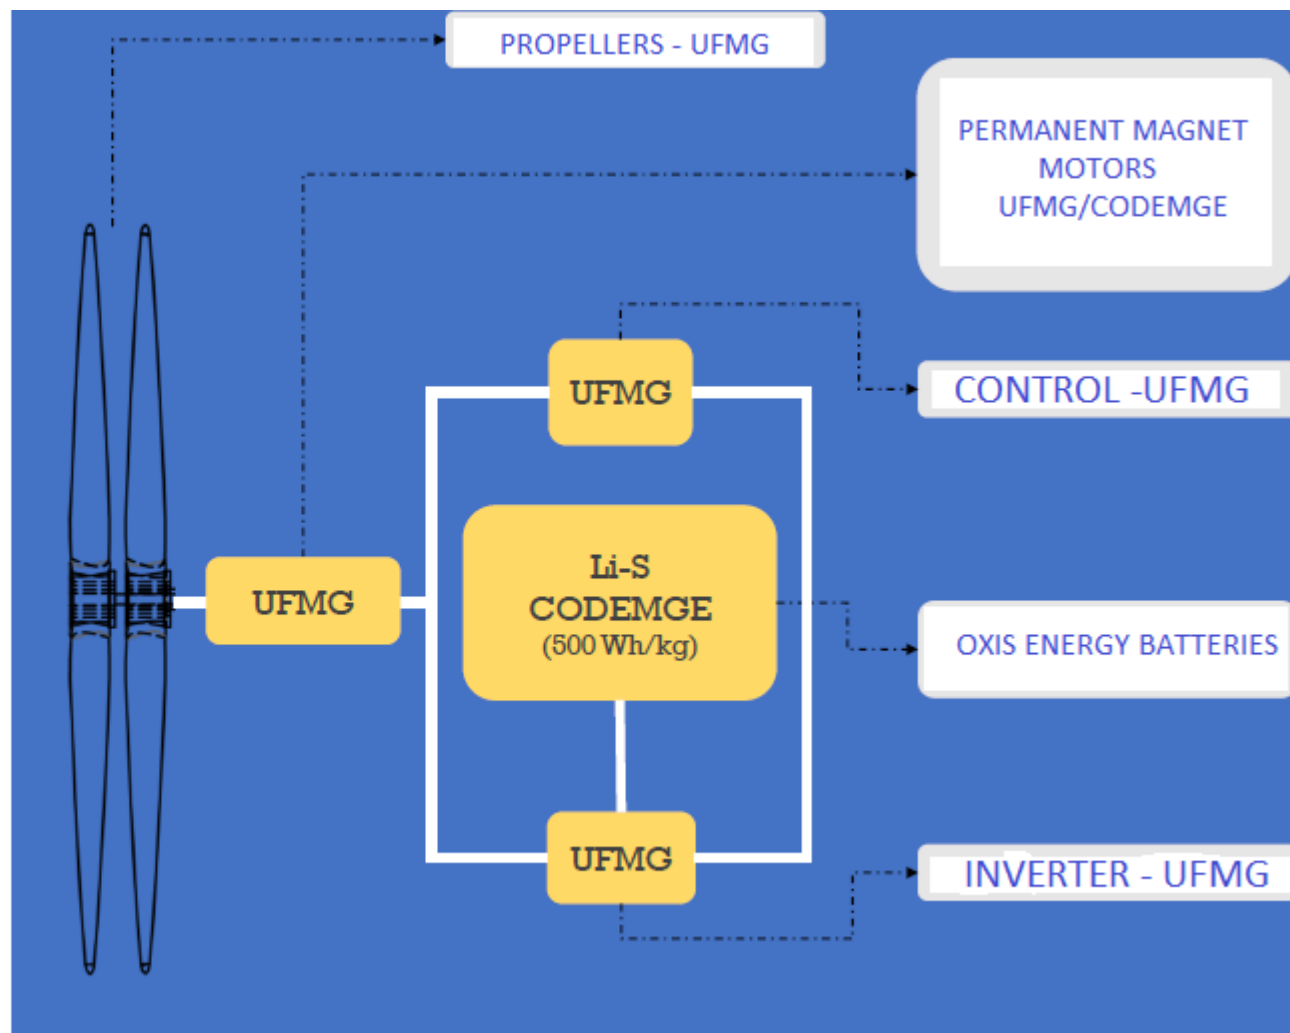 PROPELLERS - UFMG
PERMANENT MAGNET
MOTORS
UFMG/CODEMGE
UFMG
CONTROL -UFMG
Li-S
CODEMGE
(500 Wh/kg)
UFMG
OXIS ENERGY BATTERIES
UFMG
INVERTER - UFMG